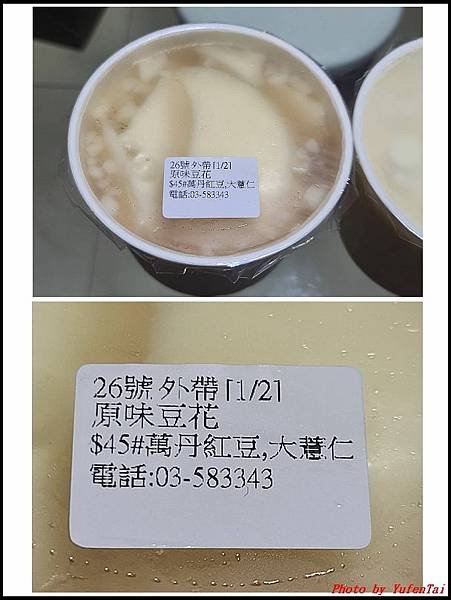 26號 外帶 [1/2]
原味豆花
$45#萬丹紅豆,大薏仁
電話:03-583343
26號 外帶 [1/2]
原味豆花
$45#萬丹紅豆,大薏仁
電話:03-583343
Photo by YufenTai